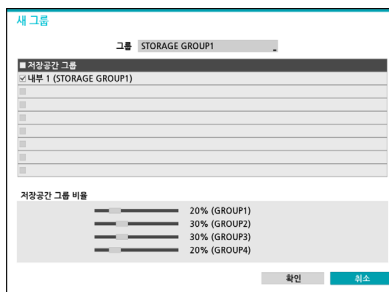 새 그룹
그룹 STORAGE GROUP1
저장공간 그룹
내부 1 (STORAGE GROUP1)
저장공간 그룹 비율
20% (GROUP1)
30% (GROUP2)
30% (GROUP3)
20% (GROUP4)
확인 취소